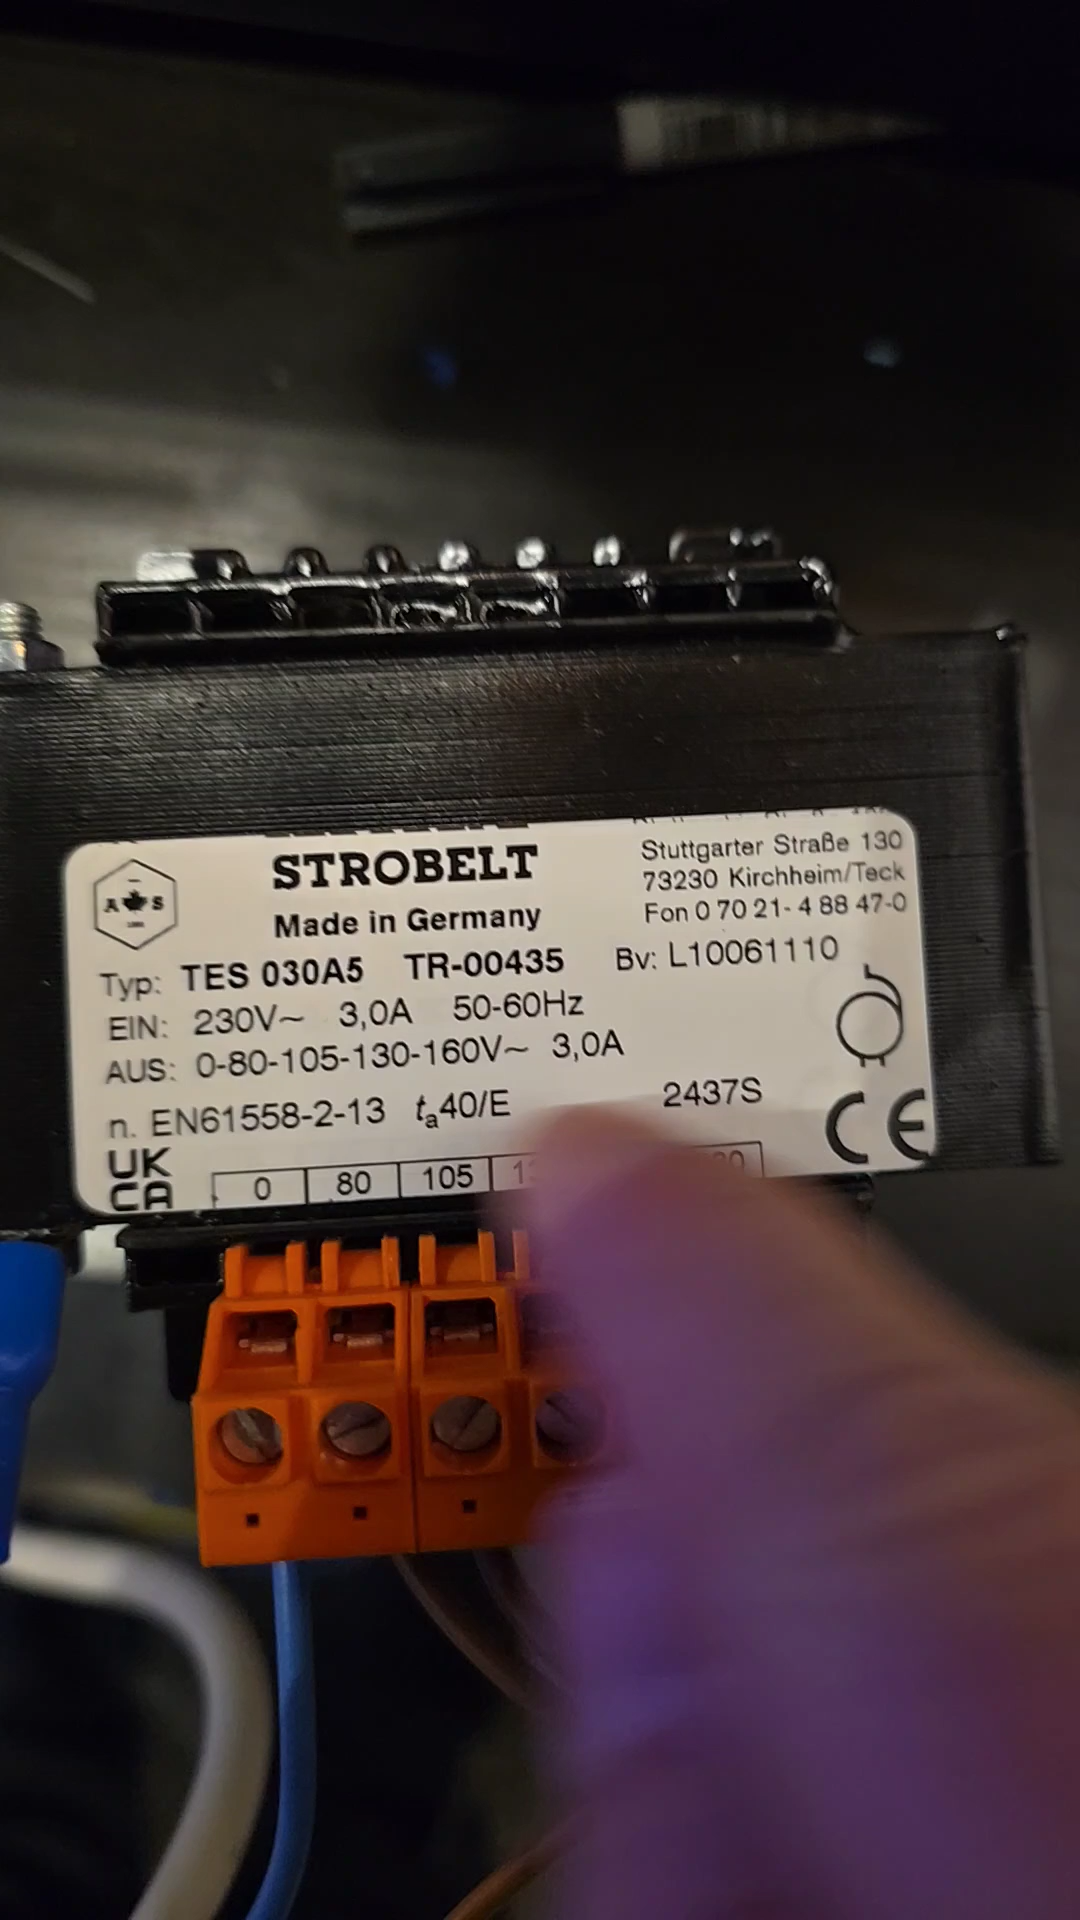 STROBELT
Made in Germany
Stuttgarter Straße 130
73230 Kirchheim/Teck
Fon 0 70 21- 4 88 47-0
A S
Typ: TES 030A5 TR-00435 Bv: L10061110
EIN: 230V~ 3,0A 50-60Hz
AUS: 0-80-105-130-160V~ 3,0A
n. EN61558-2-13 ta40/E 2437S
CE
UK
CA
0 80 105